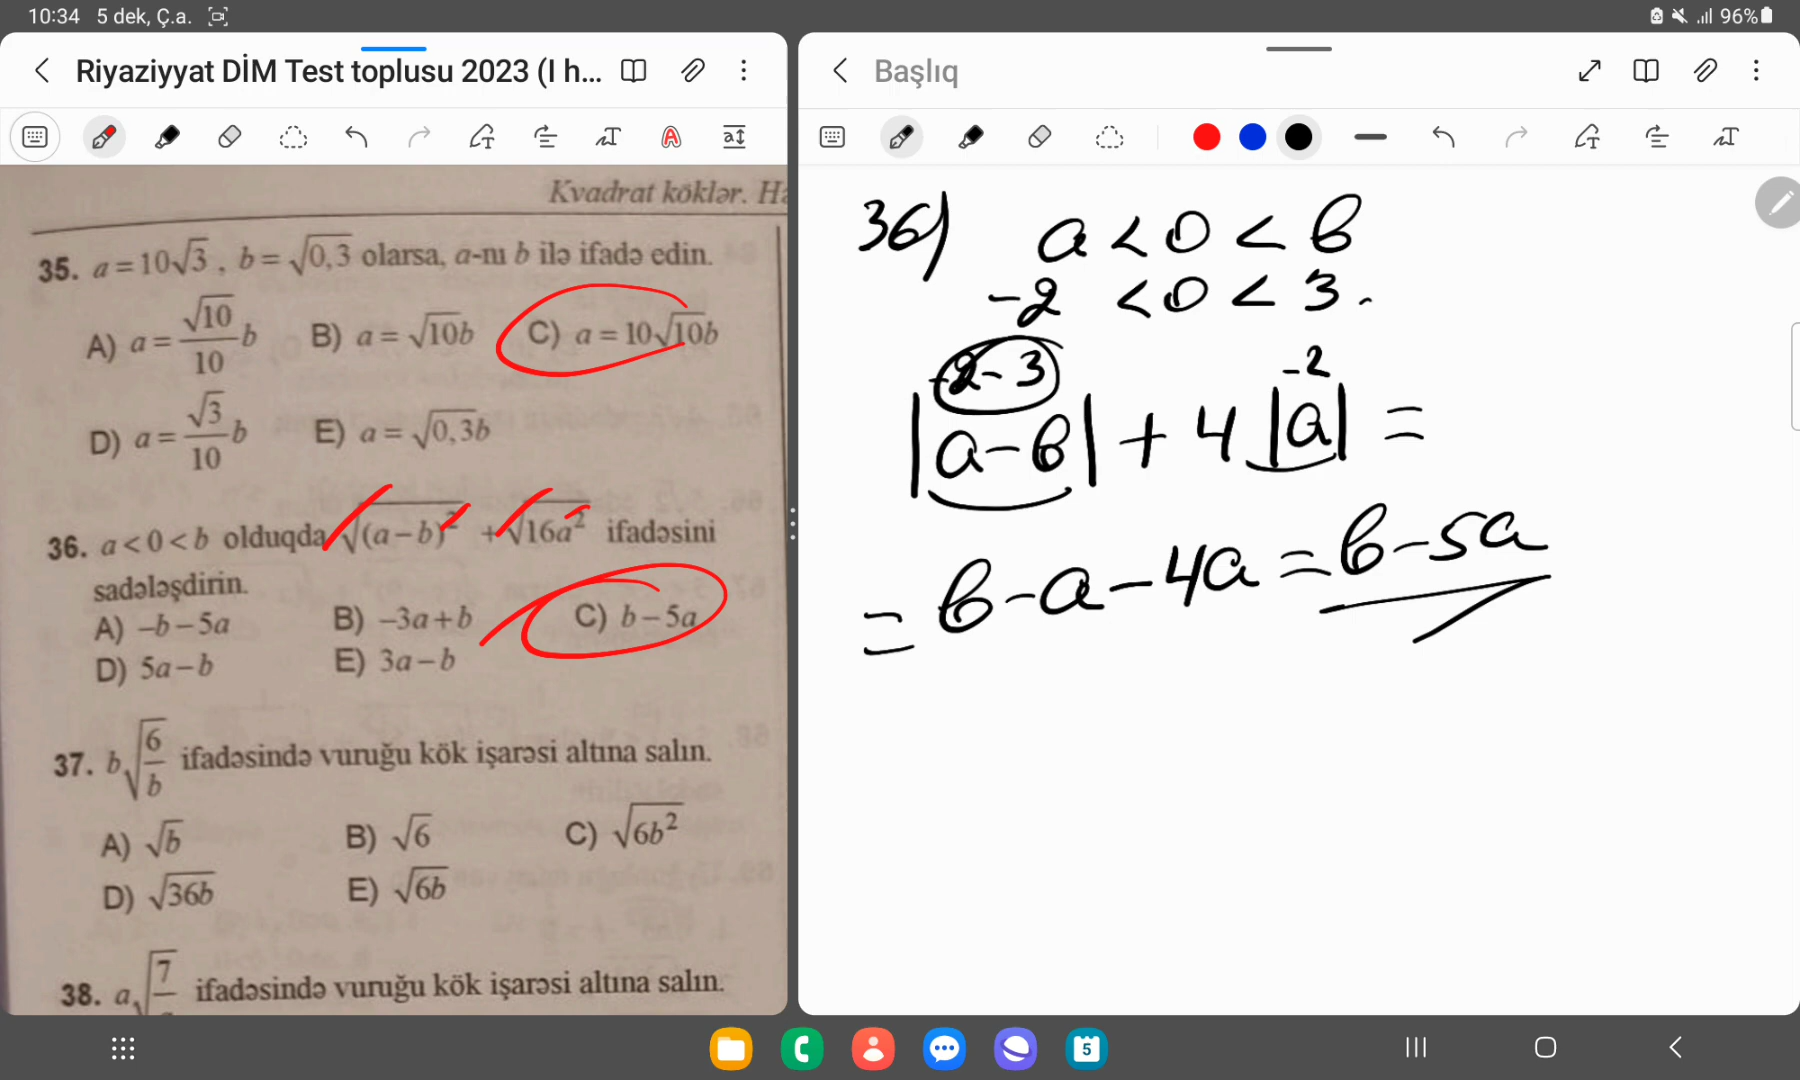 10:34 5 dek, Ç.a. 96%
Riyaziyyat DİM Test toplusu 2023 (I h...
Kvadrat köklər. Hə
35. a = 10√3 , b = √0,3 olarsa, a-nı b ilə ifadə edin.
A) a = √10/10 b B) a = √10b C) a = 10√10b
D) a = √3/10 b E) a = √0,3b
36. a < 0 < b olduqda √(a − b)² + √16a² ifadəsini
sadələşdirin.
A) −b − 5a B) −3a + b C) b − 5a
D) 5a − b E) 3a − b
37. b√6/b ifadəsində vuruğu kök işarəsi altına salın.
A) √b B) √6 C) √6b²
D) √36b E) √6b
38. a√7/ ifadəsində vuruğu kök işarəsi altına salın.
Başlıq
36) a < 0 < b
-2 < 0 < 3.
-2 - 3 -2
|a - b| + 4|a| =
= b - a - 4a = b - 5a
5